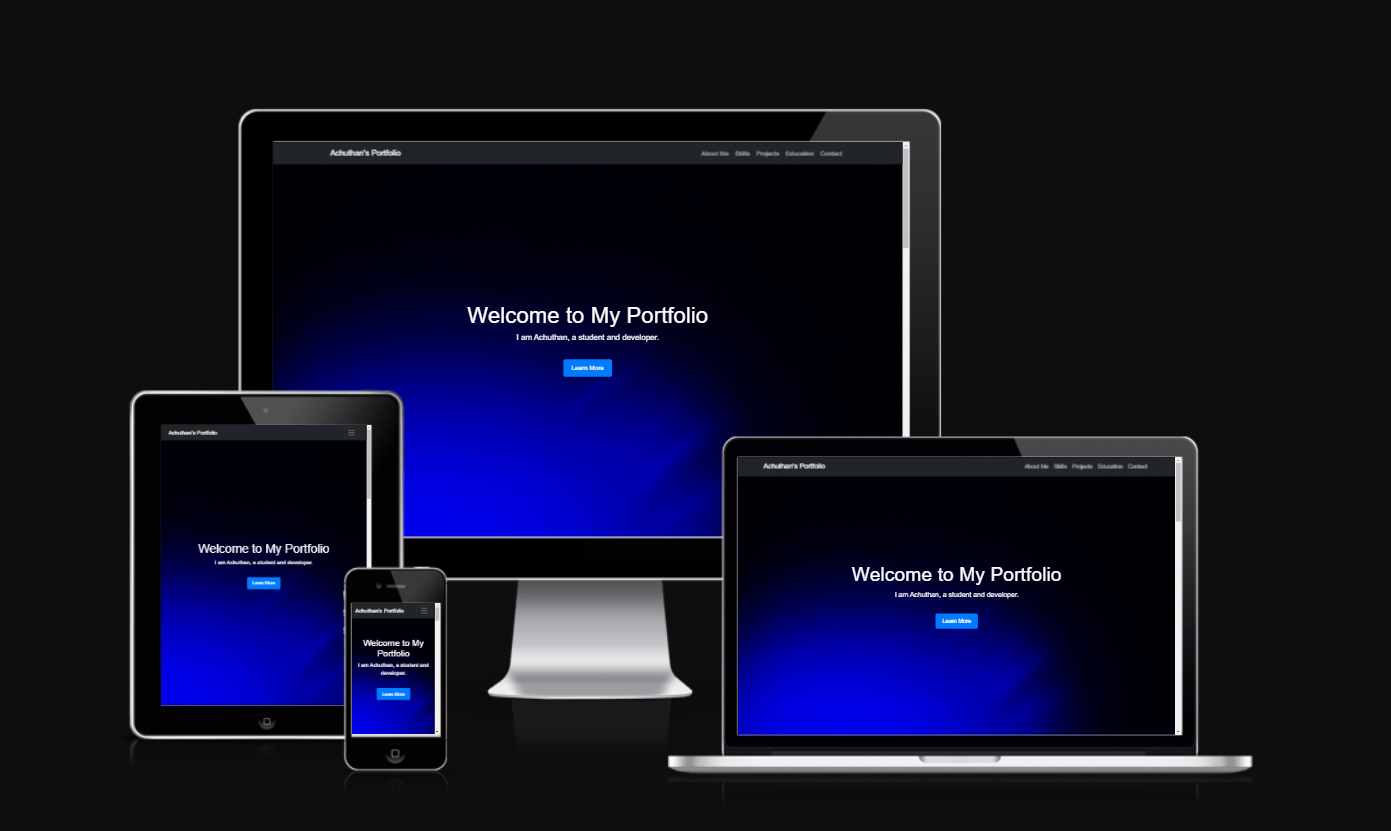 Achuthan's Portfolio
About Me Skills Projects Education Contact
Welcome to My Portfolio
I am Achuthan, a student and developer.
Learn More
Achuthan's Portfolio
Welcome to My Portfolio
I am Achuthan, a student and developer.
Learn More
Achuthan's Portfolio
Welcome to My
Portfolio
I am Achuthan, a student and
developer.
Learn More
Achuthan's Portfolio
About Me Skills Projects Education Contact
Welcome to My Portfolio
I am Achuthan, a student and developer.
Learn More